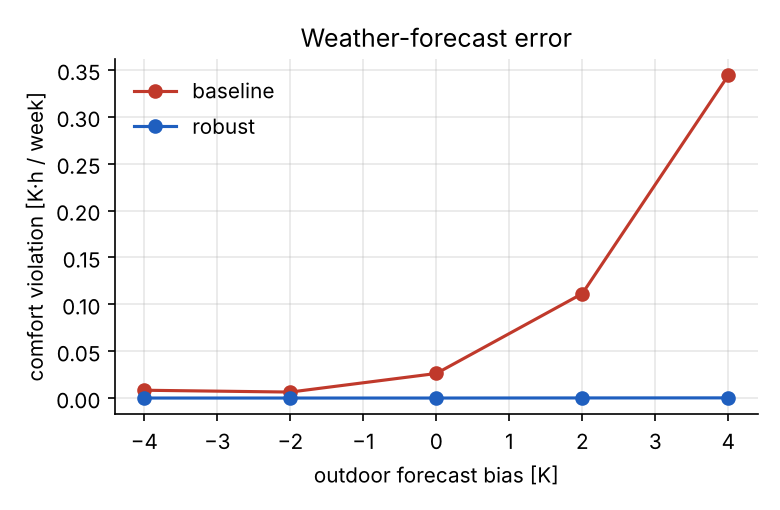 Weather-forecast error
baseline
robust
comfort violation [K·h / week]
0.35
0.30
0.25
0.20
0.15
0.10
0.05
0.00
−4 −3 −2 −1 0 1 2 3 4
outdoor forecast bias [K]